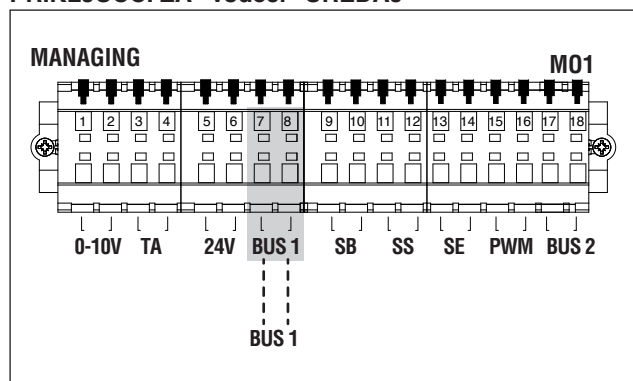 MANAGING
M01
1 2 3 4 5 6 7 8 9 10 11 12 13 14 15 16 17 18
0-10V TA 24V BUS 1 SB SS SE PWM BUS 2
BUS 1